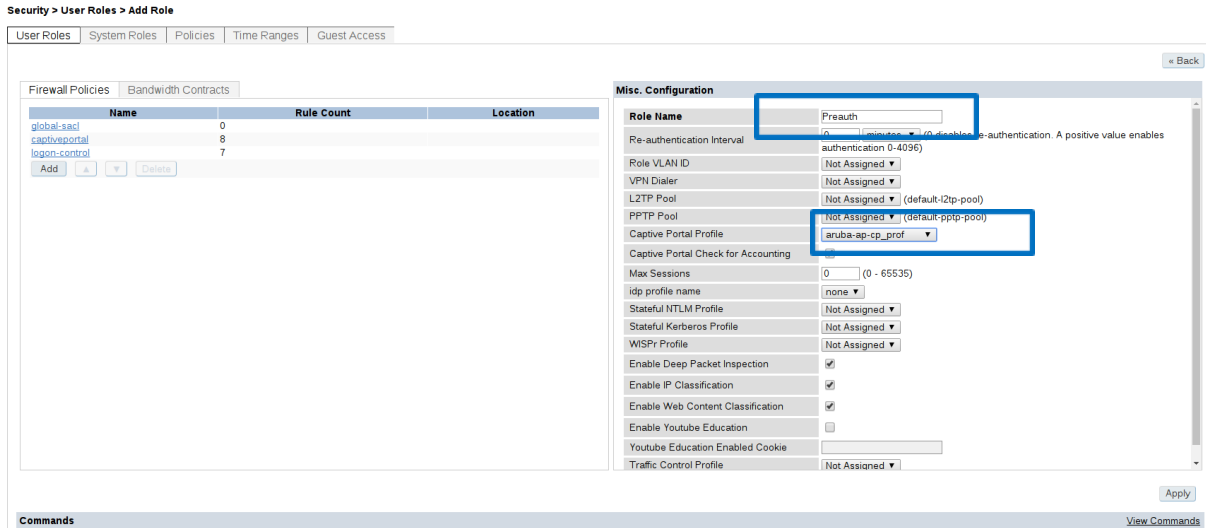 Security > User Roles > Add Role
User Roles System Roles Policies Time Ranges Guest Access
« Back
Firewall Policies Bandwidth Contracts
Name Rule Count Location
global-sacl 0
captiveportal 8
logon-control 7
Add ▲ ▼ Delete
Misc. Configuration
Role Name Preauth
Re-authentication Interval 0 minutes ▼ (0 disables re-authentication. A positive value enables
authentication 0-4096)
Role VLAN ID Not Assigned ▼
VPN Dialer Not Assigned ▼
L2TP Pool Not Assigned ▼ (default-l2tp-pool)
PPTP Pool Not Assigned ▼ (default-pptp-pool)
Captive Portal Profile aruba-ap-cp_prof ▼
Captive Portal Check for Accounting
Max Sessions 0 (0 - 65535)
idp profile name none ▼
Stateful NTLM Profile Not Assigned ▼
Stateful Kerberos Profile Not Assigned ▼
WISPr Profile Not Assigned ▼
Enable Deep Packet Inspection
Enable IP Classification
Enable Web Content Classification
Enable Youtube Education
Youtube Education Enabled Cookie
Traffic Control Profile Not Assigned ▼
Apply
Commands View Commands